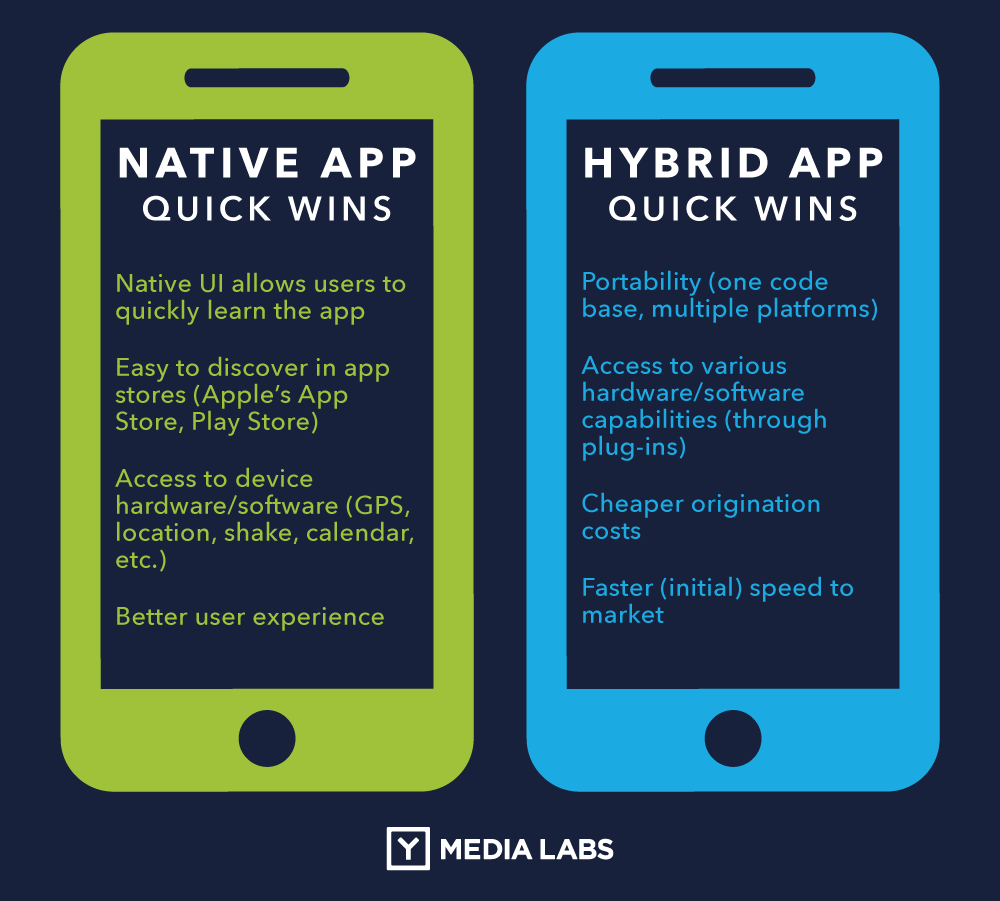 NATIVE APP
QUICK WINS
Native UI allows users to
quickly learn the app
Easy to discover in app
stores (Apple’s App
Store, Play Store)
Access to device
hardware/software (GPS,
location, shake, calendar,
etc.)
Better user experience
HYBRID APP
QUICK WINS
Portability (one code
base, multiple platforms)
Access to various
hardware/software
capabilities (through
plug-ins)
Cheaper origination
costs
Faster (initial) speed to
market
Y MEDIA LABS